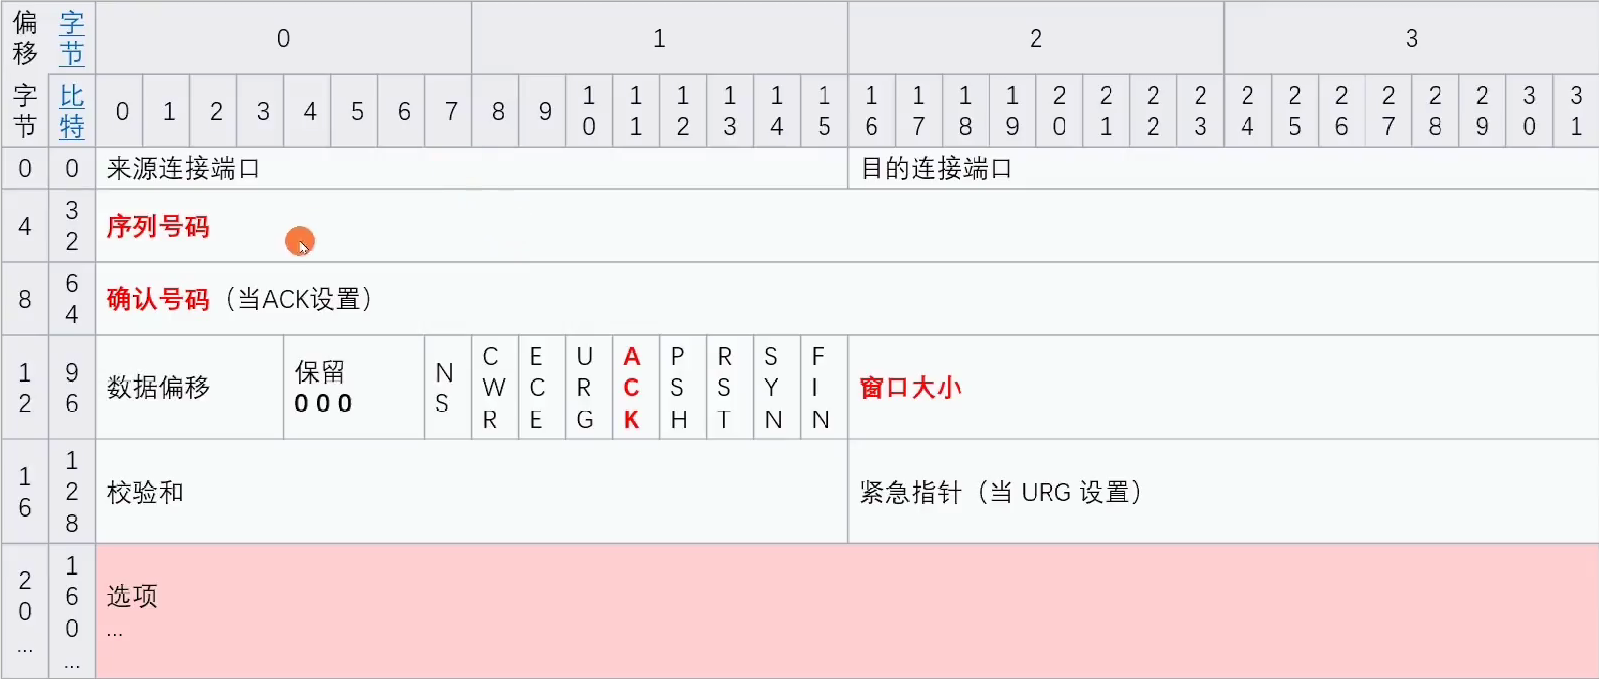 偏移 字节 0 1 2 3
字节 比特 0 1 2 3 4 5 6 7 8 9 10 11 12 13 14 15 16 17 18 19 20 21 22 23 24 25 26 27 28 29 30 31
0 0 来源连接端口 目的连接端口
4 32 序列号码
8 64 确认号码（当ACK设置）
12 96 数据偏移 保留 000 NS CWR ECE URG ACK PSH RST SYN FIN 窗口大小
16 128 校验和 紧急指针（当 URG 设置）
20 160 选项
... ... ...